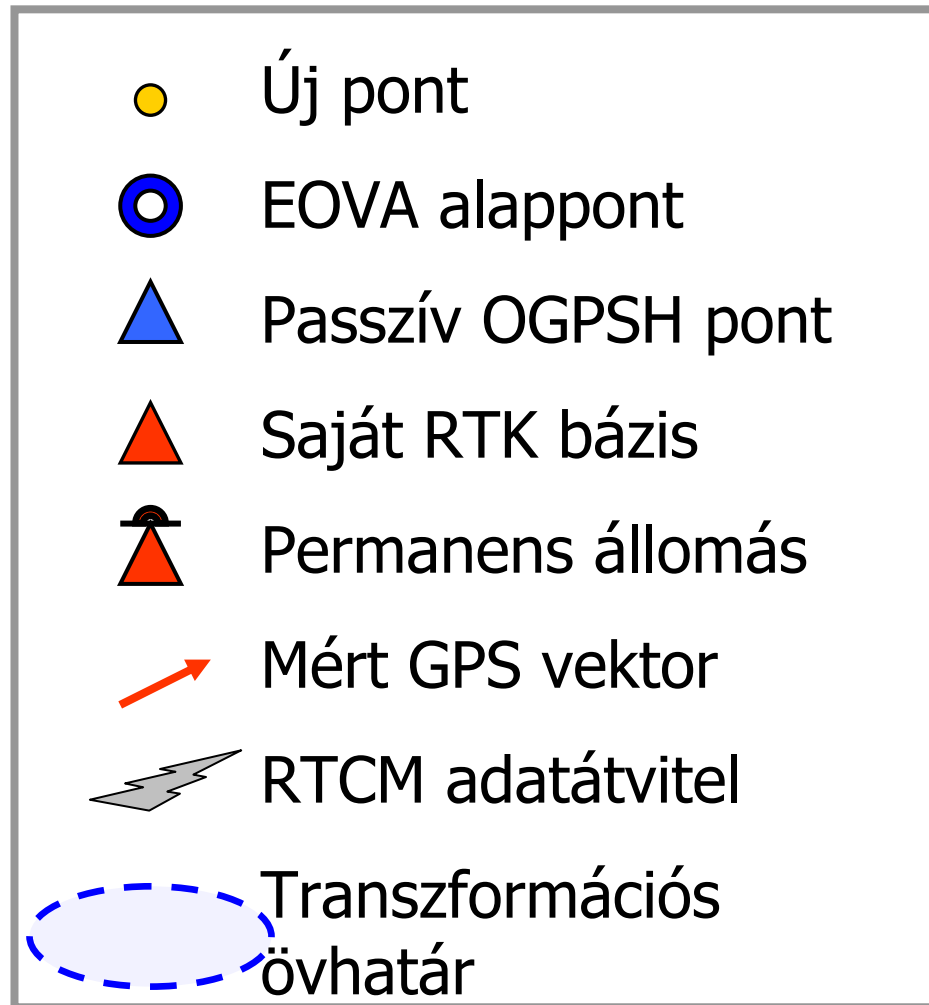 Új pont
EOVA alappont
Passzív OGPSH pont
Saját RTK bázis
Permanens állomás
Mért GPS vektor
RTCM adatátvitel
Transzformációs
övhatár